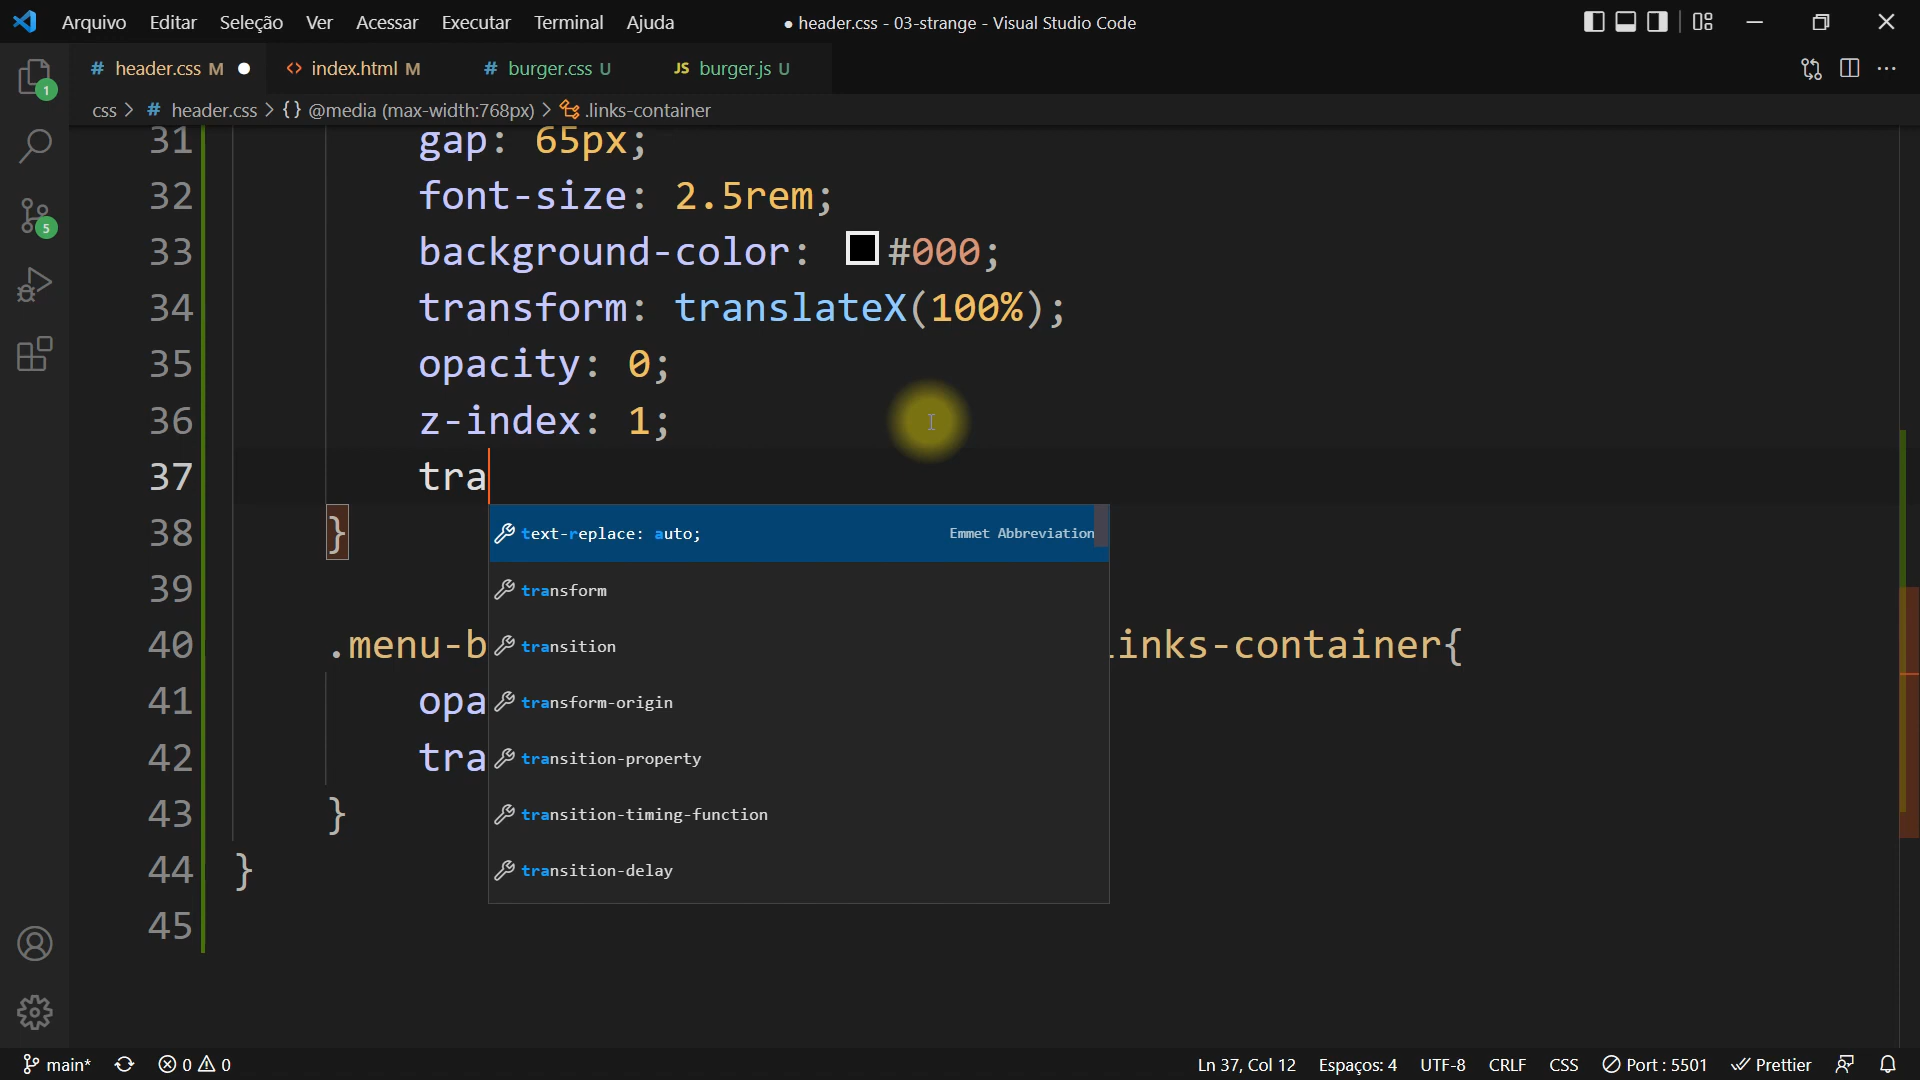 Arquivo Editar Seleção Ver Acessar Executar Terminal Ajuda ● header.css - 03-strange - Visual Studio Code
# header.css M ● <> index.html M # burger.css U JS burger.js U
css > # header.css > {} @media (max-width:768px) > .links-container
1
5
31 gap: 65px;
32 font-size: 2.5rem;
33 background-color: #000;
34 transform: translateX(100%);
35 opacity: 0;
36 z-index: 1;
37 tra
text-replace: auto; Emmet Abbreviation
38 }
transform
39
40 .menu-b
transition
links-container{
41 opa
transform-origin
42 tra
transition-property
43 }
transition-timing-function
44 }
transition-delay
45
main* 0 0 Ln 37, Col 12 Espaços: 4 UTF-8 CRLF CSS Port : 5501 Prettier